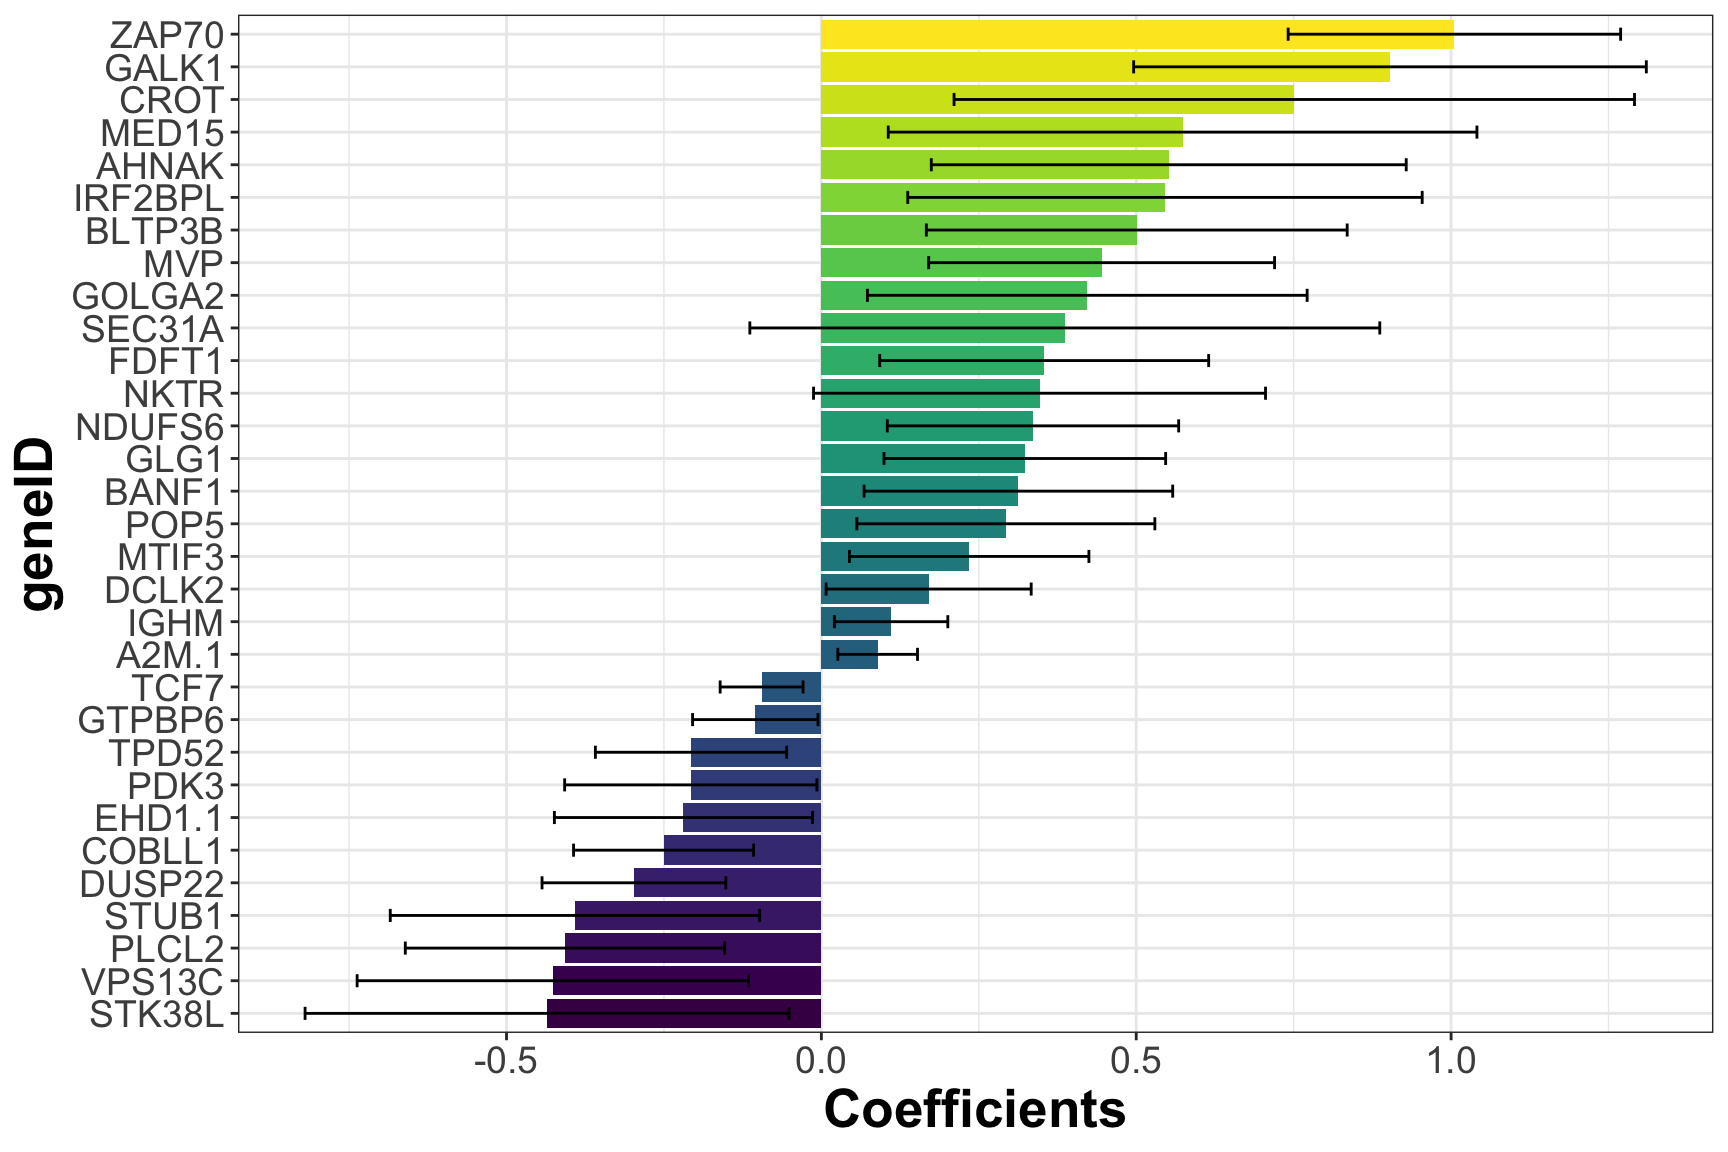 geneID
ZAP70
GALK1
CROT
MED15
AHNAK
IRF2BPL
BLTP3B
MVP
GOLGA2
SEC31A
FDFT1
NKTR
NDUFS6
GLG1
BANF1
POP5
MTIF3
DCLK2
IGHM
A2M.1
TCF7
GTPBP6
TPD52
PDK3
EHD1.1
COBLL1
DUSP22
STUB1
PLCL2
VPS13C
STK38L
-0.5 0.0 0.5 1.0
Coefficients